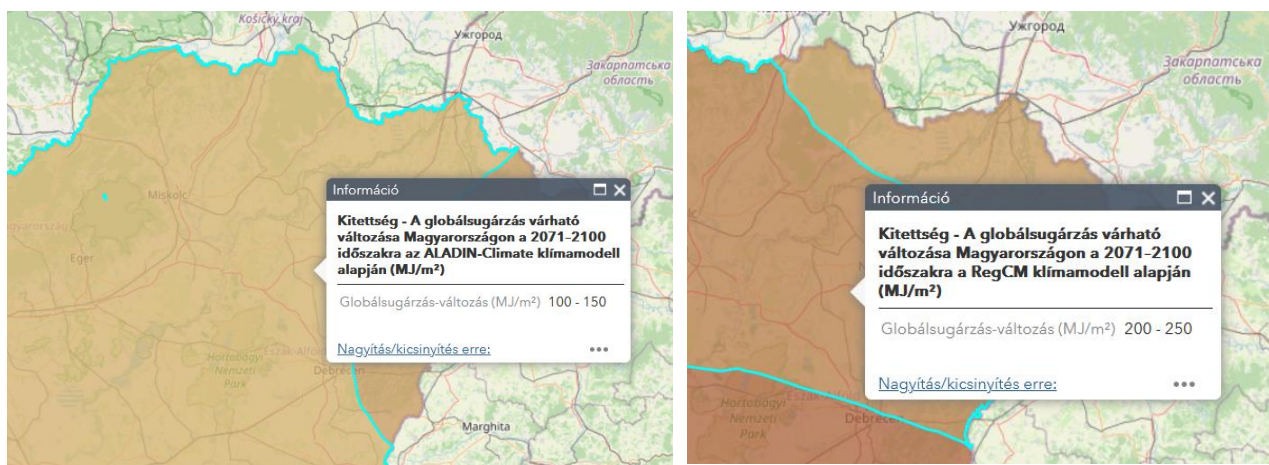 Košický kraj
Ужгород
Закарпатська
область
Miskolc
Eger
Információ
Kitettség - A globálsugárzás várható
változása Magyarországon a 2071-2100
időszakra az ALADIN-Climate klímamodell
alapján (MJ/m²)
Globálsugárzás-változás (MJ/m²) 100 - 150
Nagyítás/kicsinyítés erre:
Hortobágyi
Nemzeti
Park
Debrecen
Marghita
Ужгород
Закарпатська
область
Információ
Kitettség - A globálsugárzás várható
változása Magyarországon a 2071-2100
időszakra a RegCM klímamodell alapján
(MJ/m²)
Globálsugárzás-változás (MJ/m²) 200 - 250
Nagyítás/kicsinyítés erre:
Hortobágyi
Nemzeti
Park